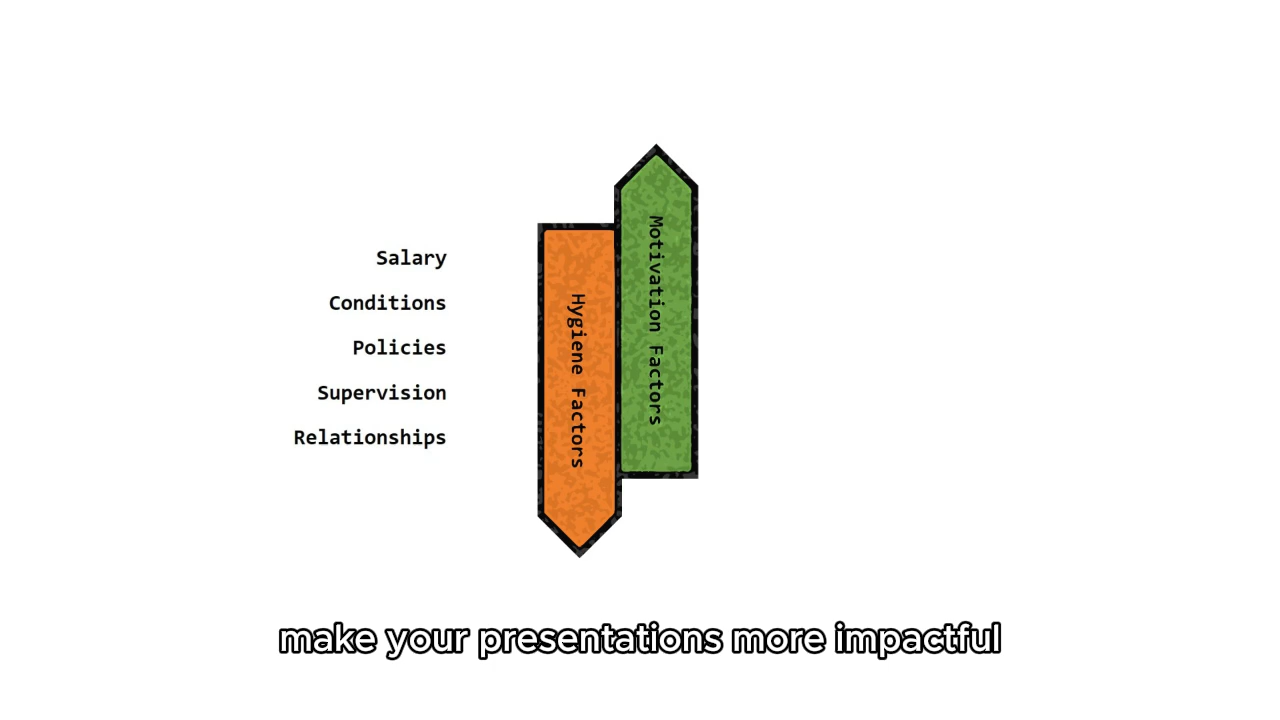 Salary
Conditions
Policies
Supervision
Relationships
Hygiene Factors
Motivation Factors
make your presentations more impactful